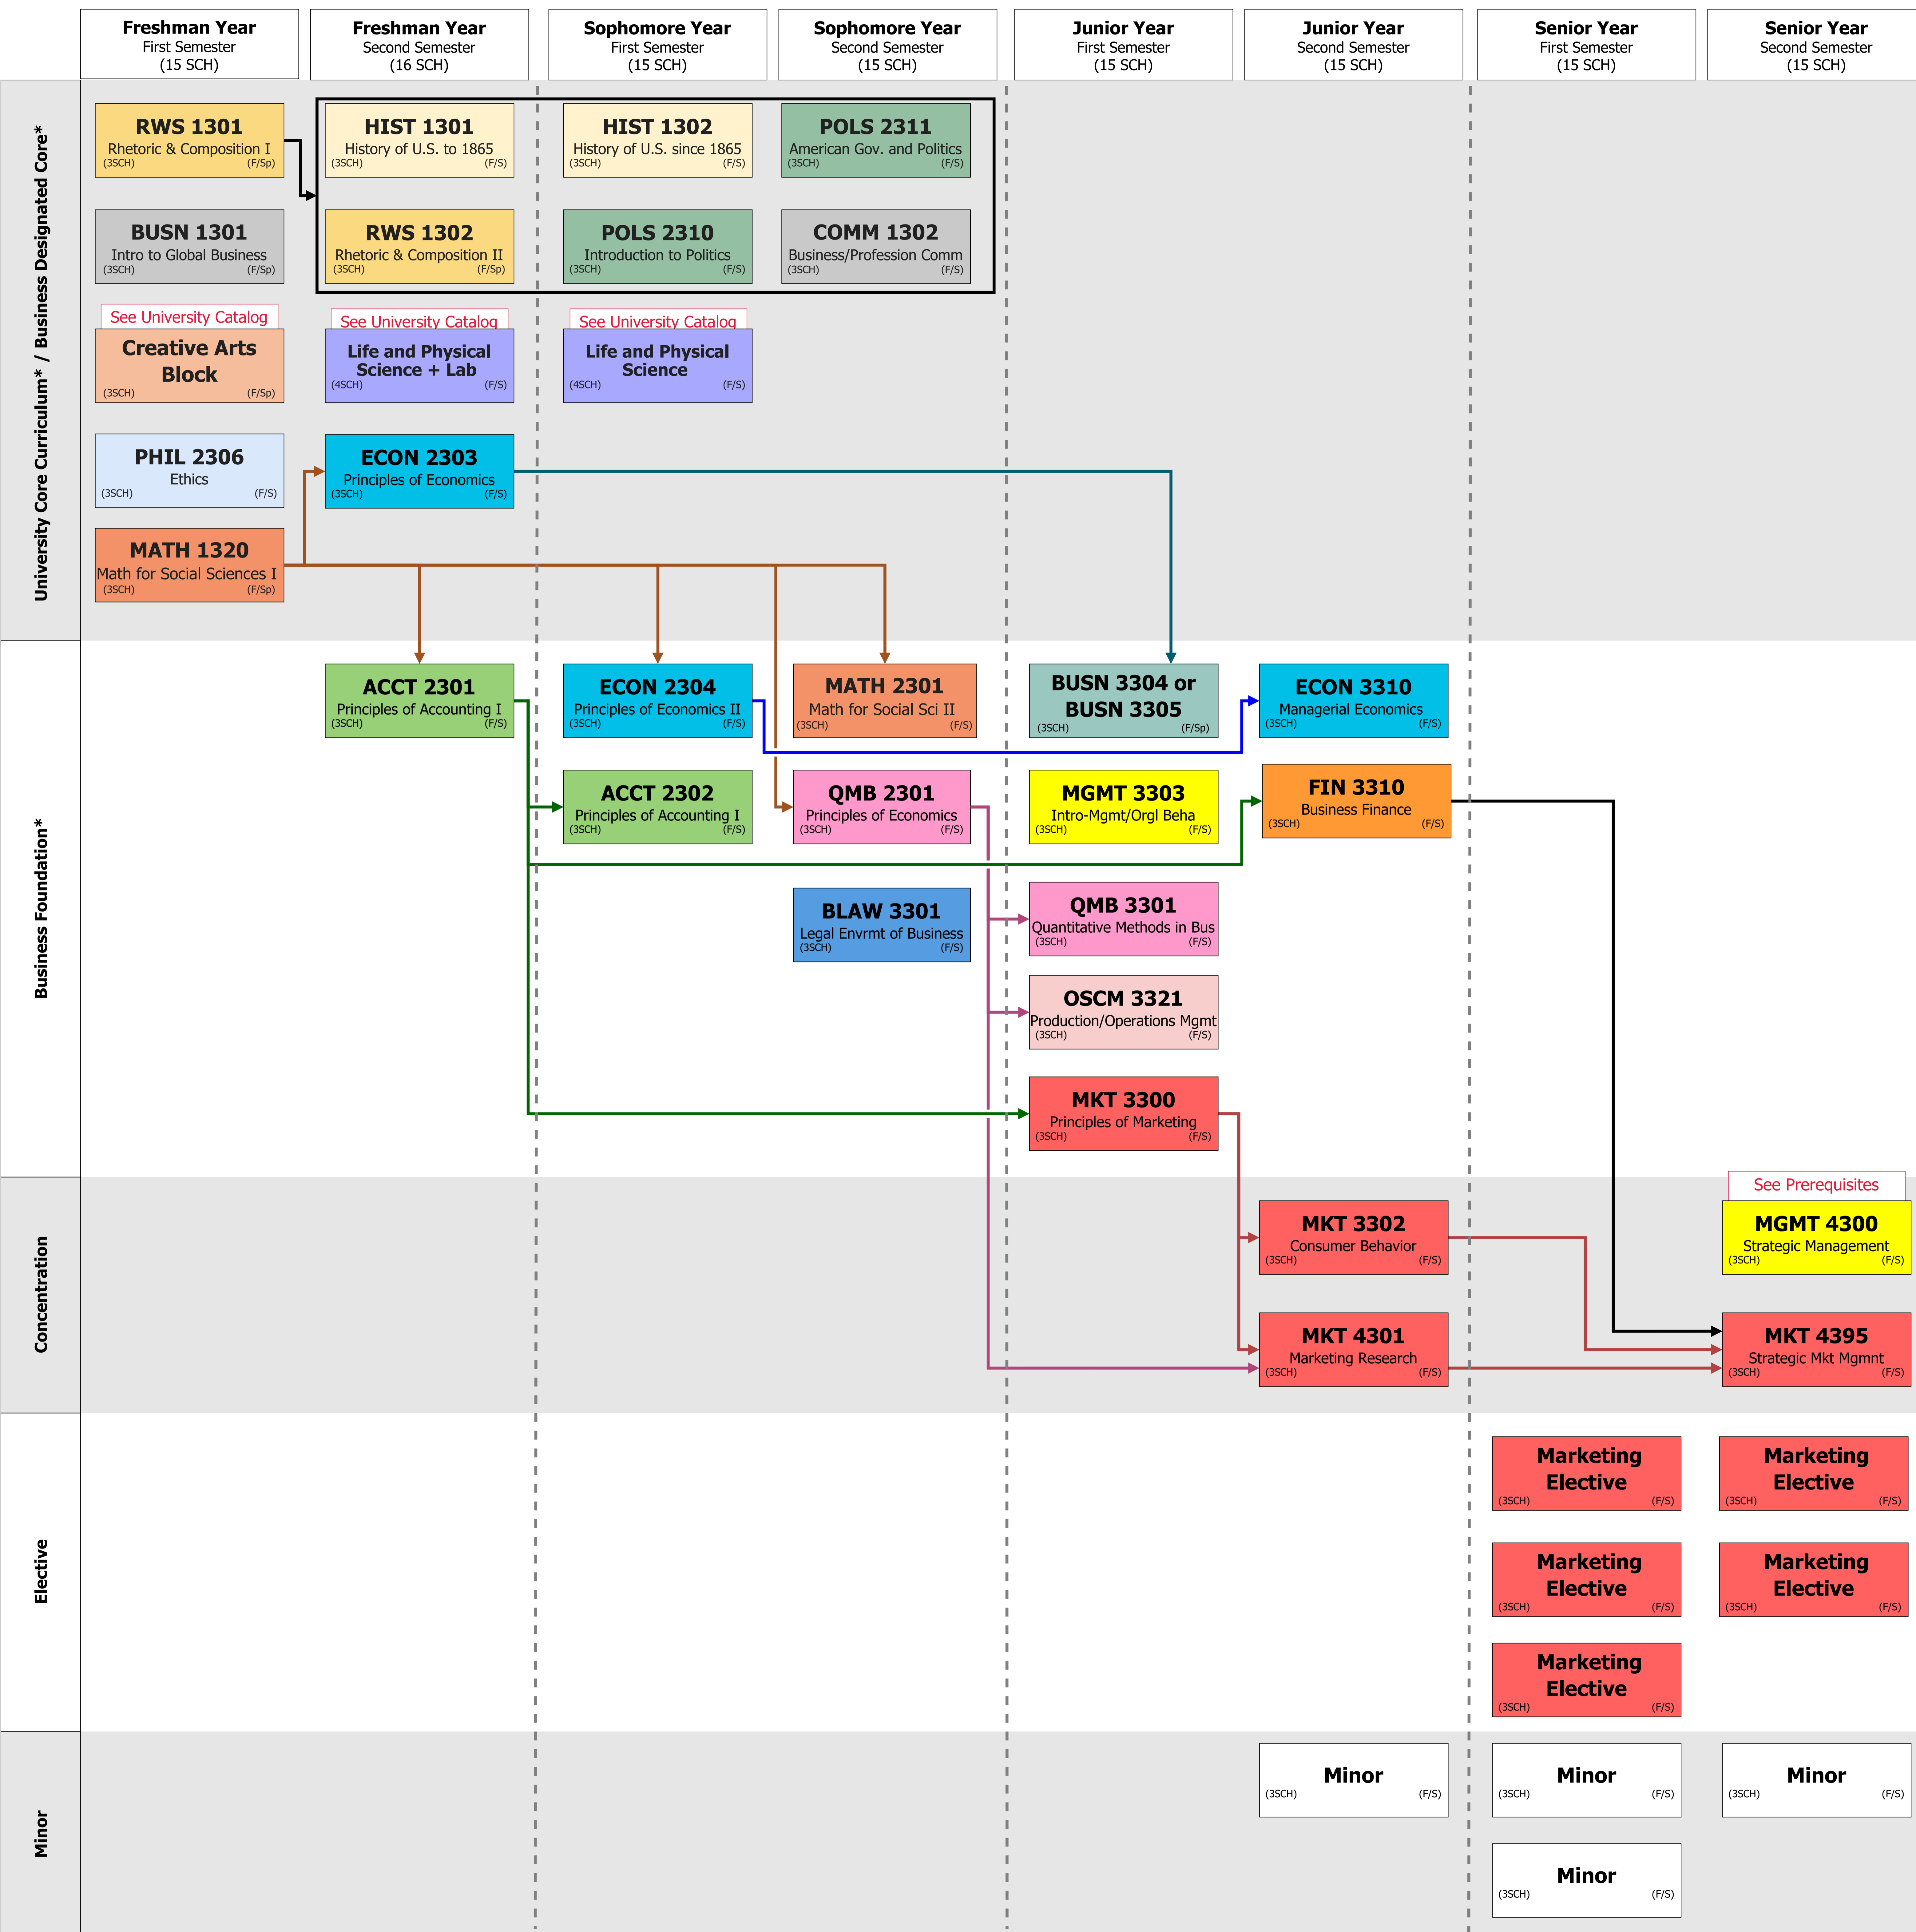 Freshman Year
First Semester
(15 SCH)
Freshman Year
Second Semester
(16 SCH)
Sophomore Year
First Semester
(15 SCH)
Sophomore Year
Second Semester
(15 SCH)
Junior Year
First Semester
(15 SCH)
Junior Year
Second Semester
(15 SCH)
Senior Year
First Semester
(15 SCH)
Senior Year
Second Semester
(15 SCH)
University Core Curriculum* / Business Designated Core*
RWS 1301
Rhetoric & Composition I
(3SCH) (F/Sp)
HIST 1301
History of U.S. to 1865
(3SCH) (F/S)
HIST 1302
History of U.S. since 1865
(3SCH) (F/S)
POLS 2311
American Gov. and Politics
(3SCH) (F/S)
BUSN 1301
Intro to Global Business
(3SCH) (F/Sp)
RWS 1302
Rhetoric & Composition II
(3SCH) (F/Sp)
POLS 2310
Introduction to Politics
(3SCH) (F/S)
COMM 1302
Business/Profession Comm
(3SCH) (F/S)
See University Catalog
Creative Arts
Block
(3SCH) (F/Sp)
See University Catalog
Life and Physical
Science + Lab
(4SCH) (F/S)
See University Catalog
Life and Physical
Science
(4SCH) (F/S)
PHIL 2306
Ethics
(3SCH) (F/S)
ECON 2303
Principles of Economics
(3SCH) (F/S)
MATH 1320
Math for Social Sciences I
(3SCH) (F/Sp)
Business Foundation*
ACCT 2301
Principles of Accounting I
(3SCH) (F/S)
ECON 2304
Principles of Economics II
(3SCH) (F/S)
MATH 2301
Math for Social Sci II
(3SCH) (F/S)
BUSN 3304 or
BUSN 3305
(3SCH) (F/Sp)
ECON 3310
Managerial Economics
(3SCH) (F/S)
ACCT 2302
Principles of Accounting I
(3SCH) (F/S)
QMB 2301
Principles of Economics
(3SCH) (F/S)
MGMT 3303
Intro-Mgmt/Orgl Beha
(3SCH) (F/S)
FIN 3310
Business Finance
(3SCH) (F/S)
BLAW 3301
Legal Envrmt of Business
(3SCH) (F/S)
QMB 3301
Quantitative Methods in Bus
(3SCH) (F/S)
OSCM 3321
Production/Operations Mgmt
(3SCH) (F/S)
MKT 3300
Principles of Marketing
(3SCH) (F/S)
Concentration
MKT 3302
Consumer Behavior
(3SCH) (F/S)
See Prerequisites
MGMT 4300
Strategic Management
(3SCH) (F/S)
MKT 4301
Marketing Research
(3SCH) (F/S)
MKT 4395
Strategic Mkt Mgmnt
(3SCH) (F/S)
Elective
Marketing
Elective
(3SCH) (F/S)
Marketing
Elective
(3SCH) (F/S)
Marketing
Elective
(3SCH) (F/S)
Marketing
Elective
(3SCH) (F/S)
Marketing
Elective
(3SCH) (F/S)
Minor
Minor
(3SCH) (F/S)
Minor
(3SCH) (F/S)
Minor
(3SCH) (F/S)
Minor
(3SCH) (F/S)